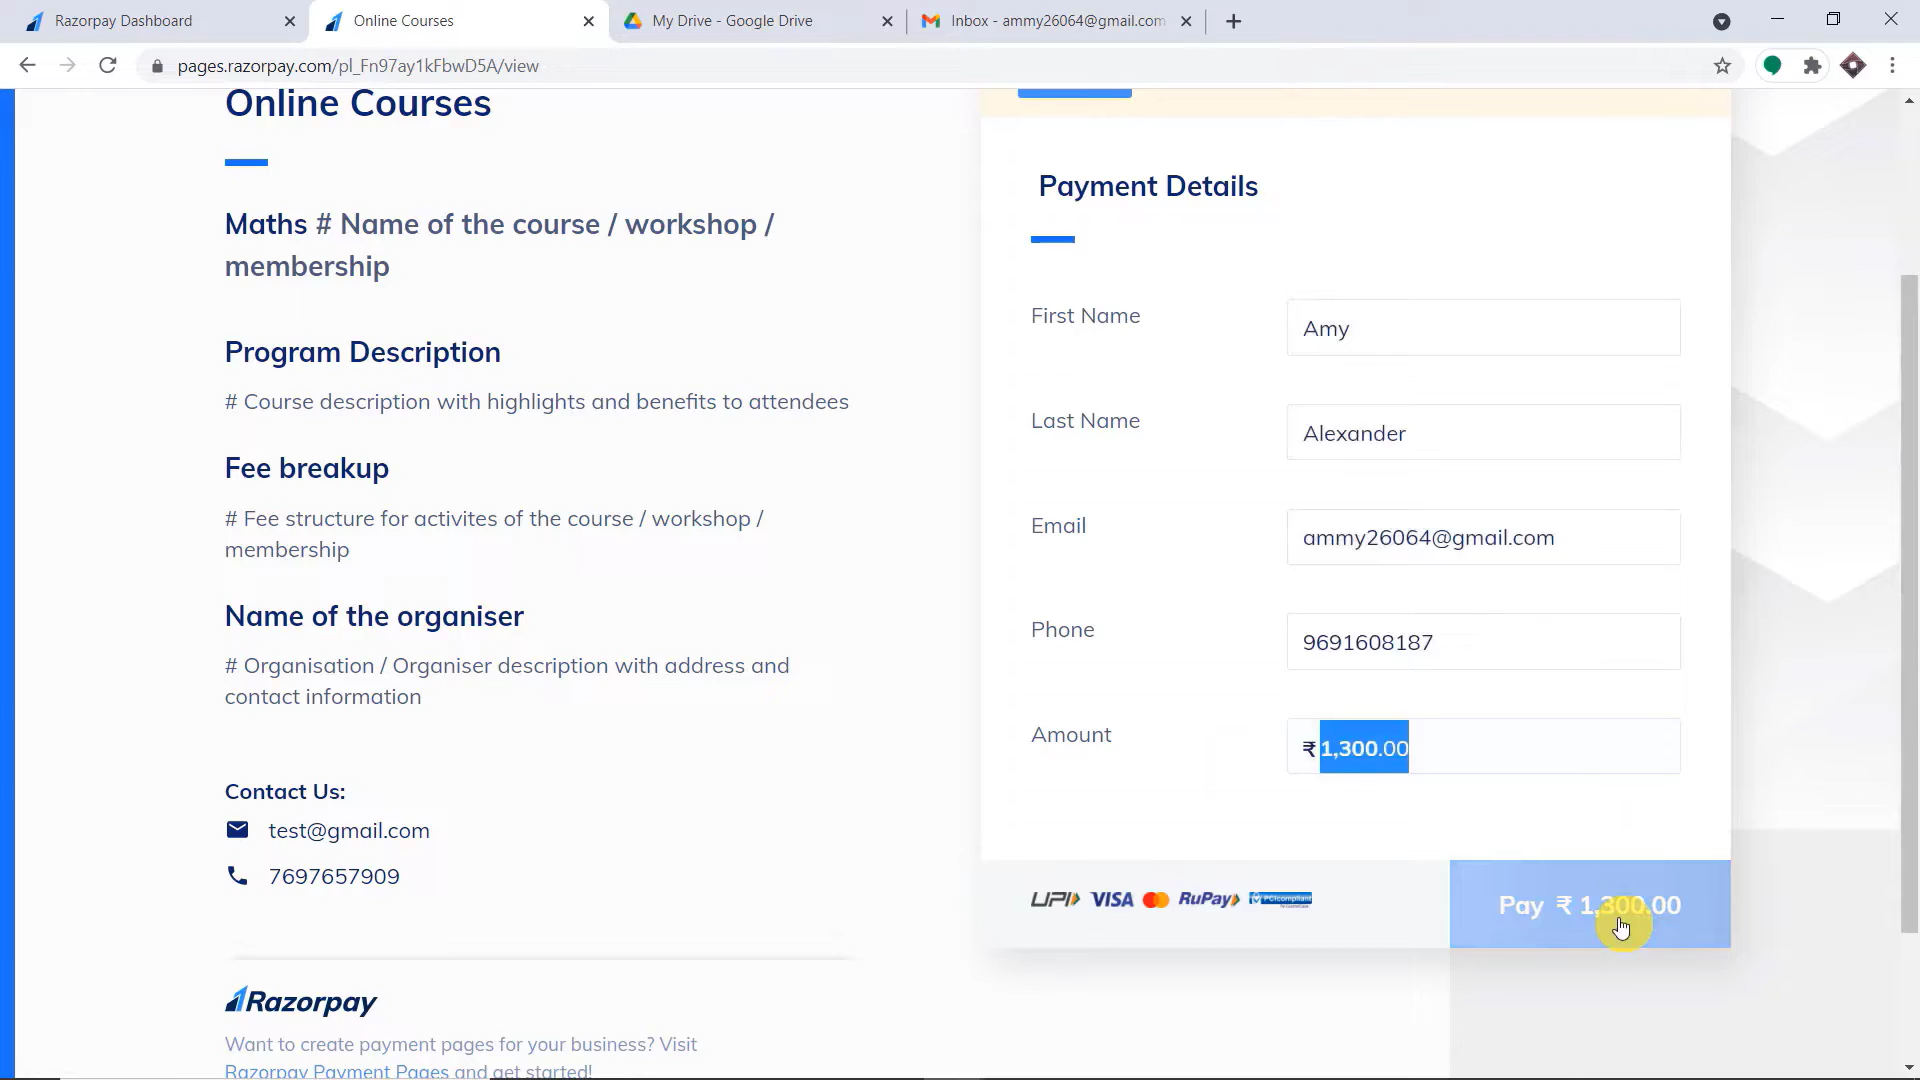 Razorpay Dashboard
Online Courses
My Drive - Google Drive
Inbox - ammy26064@gmail.com
pages.razorpay.com/pl_Fn97ay1kFbwD5A/view
Online Courses
Maths # Name of the course / workshop /
membership
Program Description
# Course description with highlights and benefits to attendees
Fee breakup
# Fee structure for activites of the course / workshop /
membership
Name of the organiser
# Organisation / Organiser description with address and
contact information
Contact Us:
test@gmail.com
7697657909
Razorpay
Want to create payment pages for your business? Visit
Razorpay Payment Pages and get started!
Payment Details
First Name
Amy
Last Name
Alexander
Email
ammy26064@gmail.com
Phone
9691608187
Amount
₹ 1,300.00
UPI VISA RuPay PCI compliant
Pay ₹ 1,300.00